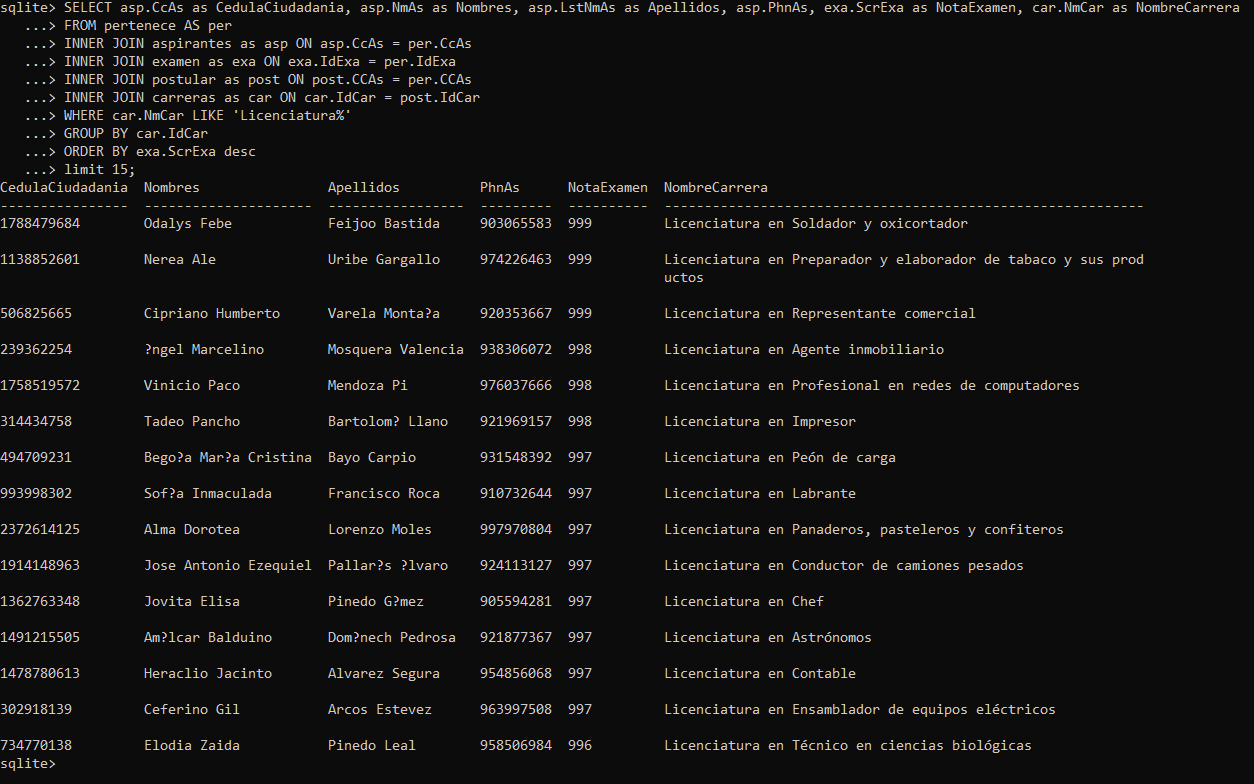 sqlite> SELECT asp.CcAs as CedulaCiudadania, asp.NmAs as Nombres, asp.LstNmAs as Apellidos, asp.PhnAs, exa.ScrExa as NotaExamen, car.NmCar as NombreCarrera
...> FROM pertenece AS per
...> INNER JOIN aspirantes as asp ON asp.CcAs = per.CcAs
...> INNER JOIN examen as exa ON exa.IdExa = per.IdExa
...> INNER JOIN postular as post ON post.CCAs = per.CCAs
...> INNER JOIN carreras as car ON car.IdCar = post.IdCar
...> WHERE car.NmCar LIKE 'Licenciatura%'
...> GROUP BY car.IdCar
...> ORDER BY exa.ScrExa desc
...> limit 15;
CedulaCiudadania  Nombres                Apellidos          PhnAs      NotaExamen  NombreCarrera
----------------  ---------------------  -----------------  ---------  ----------  ------------------------------------------------------------
1788479684        Odalys Febe            Feijoo Bastida     903065583  999         Licenciatura en Soldador y oxicortador
1138852601        Nerea Ale              Uribe Gargallo     974226463  999         Licenciatura en Preparador y elaborador de tabaco y sus prod
uctos
506825665         Cipriano Humberto      Varela Monta?a     920353667  999         Licenciatura en Representante comercial
239362254         ?ngel Marcelino        Mosquera Valencia  938306072  998         Licenciatura en Agente inmobiliario
1758519572        Vinicio Paco           Mendoza Pi         976037666  998         Licenciatura en Profesional en redes de computadores
314434758         Tadeo Pancho           Bartolom? Llano    921969157  998         Licenciatura en Impresor
494709231         Bego?a Mar?a Cristina  Bayo Carpio        931548392  997         Licenciatura en Peón de carga
993998302         Sof?a Inmaculada       Francisco Roca     910732644  997         Licenciatura en Labrante
2372614125        Alma Dorotea           Lorenzo Moles      997970804  997         Licenciatura en Panaderos, pasteleros y confiteros
1914148963        Jose Antonio Ezequiel  Pallar?s ?lvaro    924113127  997         Licenciatura en Conductor de camiones pesados
1362763348        Jovita Elisa           Pinedo G?mez       905594281  997         Licenciatura en Chef
1491215505        Am?lcar Balduino       Dom?nech Pedrosa   921877367  997         Licenciatura en Astrónomos
1478780613        Heraclio Jacinto       Alvarez Segura     954856068  997         Licenciatura en Contable
302918139         Ceferino Gil           Arcos Estevez      963997508  997         Licenciatura en Ensamblador de equipos eléctricos
734770138         Elodia Zaida           Pinedo Leal        958506984  996         Licenciatura en Técnico en ciencias biológicas
sqlite>